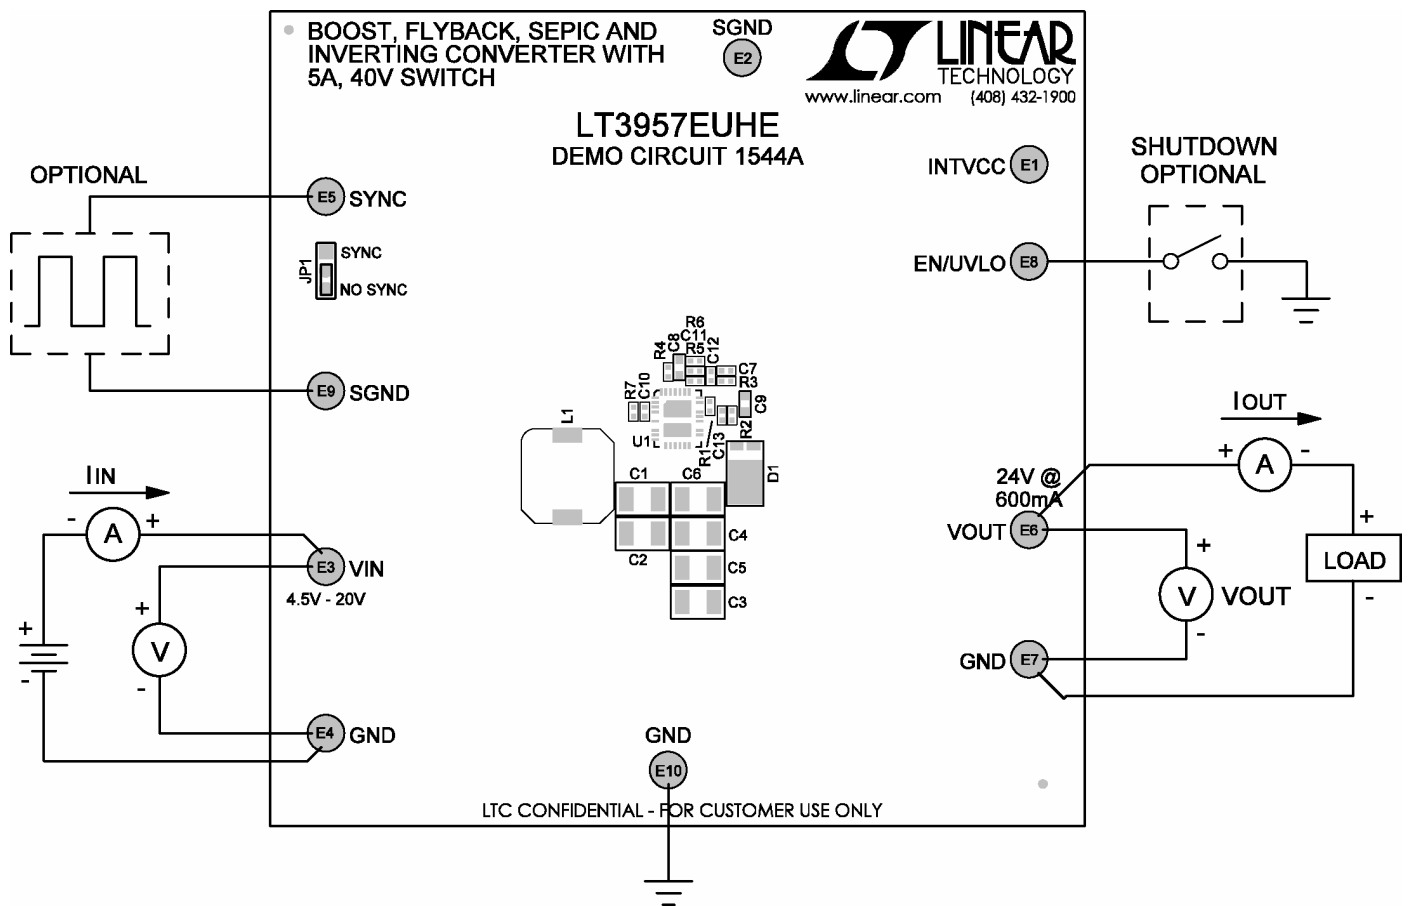 BOOST, FLYBACK, SEPIC AND
INVERTING CONVERTER WITH
5A, 40V SWITCH
SGND
E2
LINEAR
TECHNOLOGY
www.linear.com (408) 432-1900
LT3957EUHE
DEMO CIRCUIT 1544A
INTVCC E1
SHUTDOWN
OPTIONAL
OPTIONAL
E5 SYNC
JP1
SYNC
NO SYNC
EN/UVLO E8
E9 SGND
R6
C11
R5
R4
C8
C12
C7
R3
R7
C10
C9
U1
R1
C13
R2
L1
D1
C1
C6
C2
C4
C5
C3
IIN
- A +
E3 VIN
4.5V - 20V
+
V
-
+
-
E4 GND
IOUT
+ A -
24V @
600mA
VOUT E6
+
V VOUT
-
+
LOAD
-
GND E7
GND
E10
LTC CONFIDENTIAL - FOR CUSTOMER USE ONLY